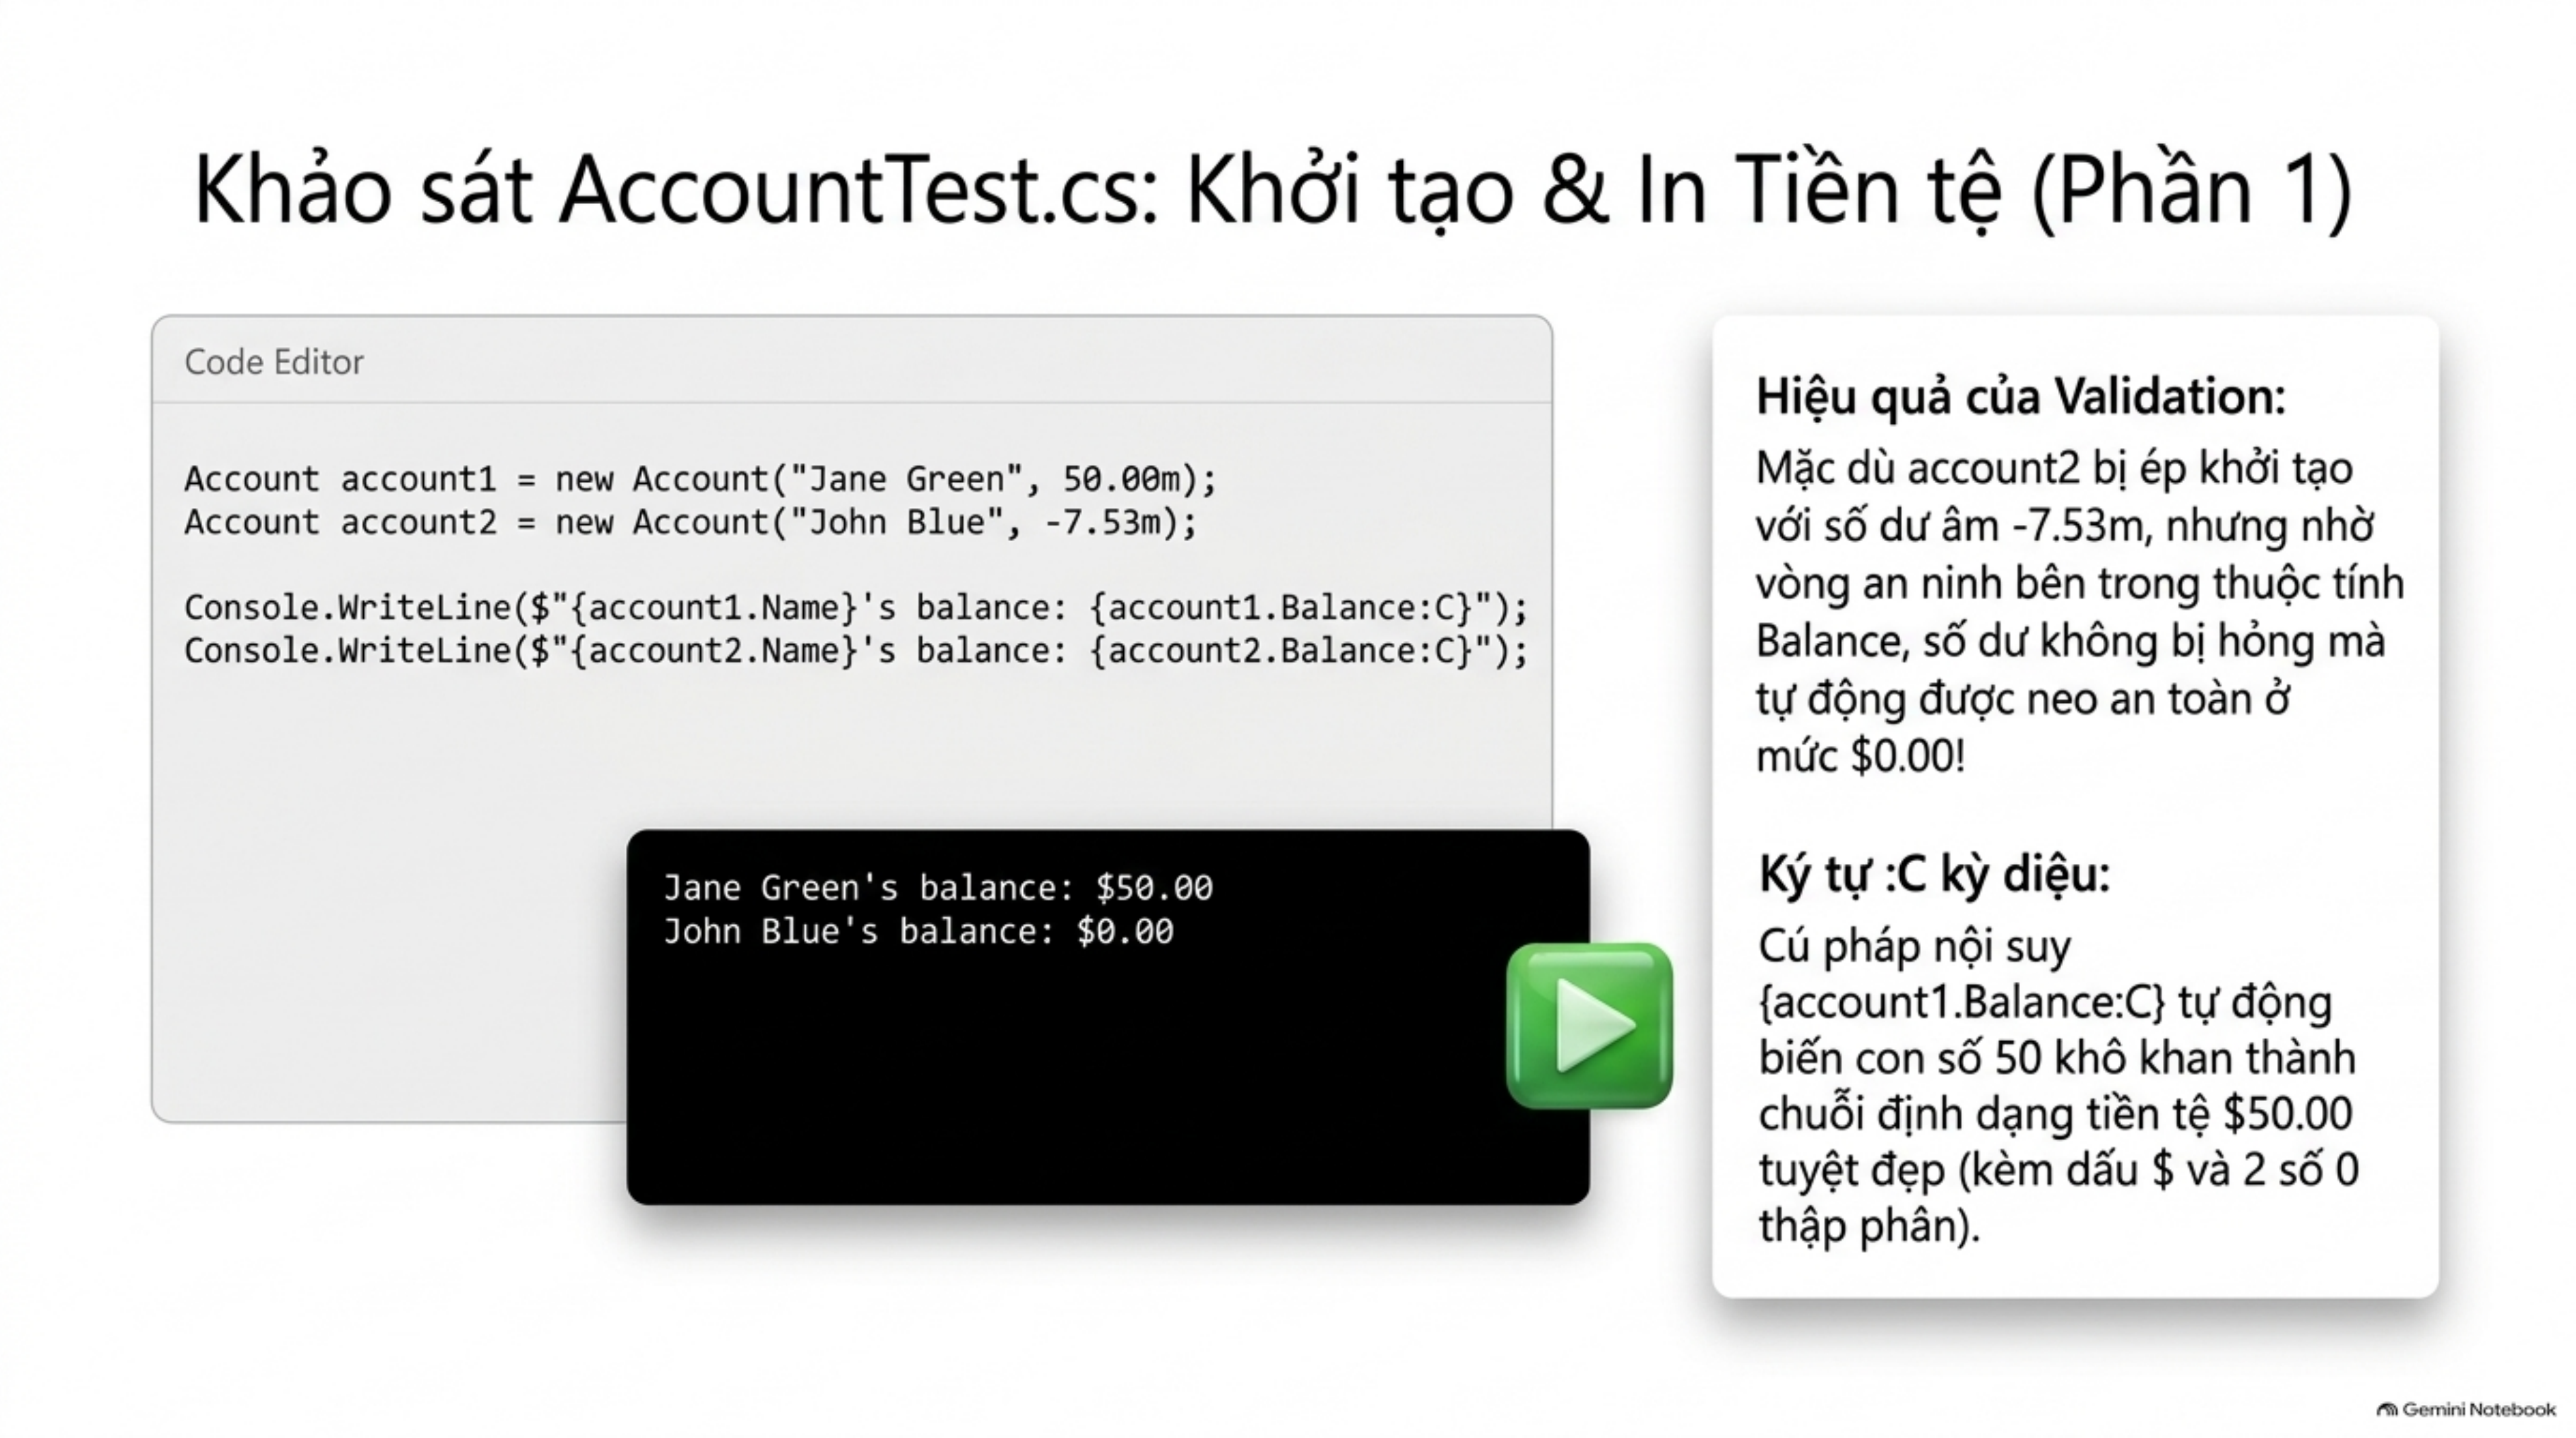 Khảo sát AccountTest.cs: Khởi tạo & In Tiền tệ (Phần 1)
Code Editor
Account account1 = new Account("Jane Green", 50.00m);
Account account2 = new Account("John Blue", -7.53m);
Console.WriteLine($"{account1.Name}'s balance: {account1.Balance:C}");
Console.WriteLine($"{account2.Name}'s balance: {account2.Balance:C}");
Jane Green's balance: $50.00
John Blue's balance: $0.00
Hiệu quả của Validation:
Mặc dù account2 bị ép khởi tạo
với số dư âm -7.53m, nhưng nhờ
vòng an ninh bên trong thuộc tính
Balance, số dư không bị hỏng mà
tự động được neo an toàn ở
mức $0.00!
Ký tự :C kỳ diệu:
Cú pháp nội suy
{account1.Balance:C} tự động
biến con số 50 khô khan thành
chuỗi định dạng tiền tệ $50.00
tuyệt đẹp (kèm dấu $ và 2 số 0
thập phân).
Gemini Notebook